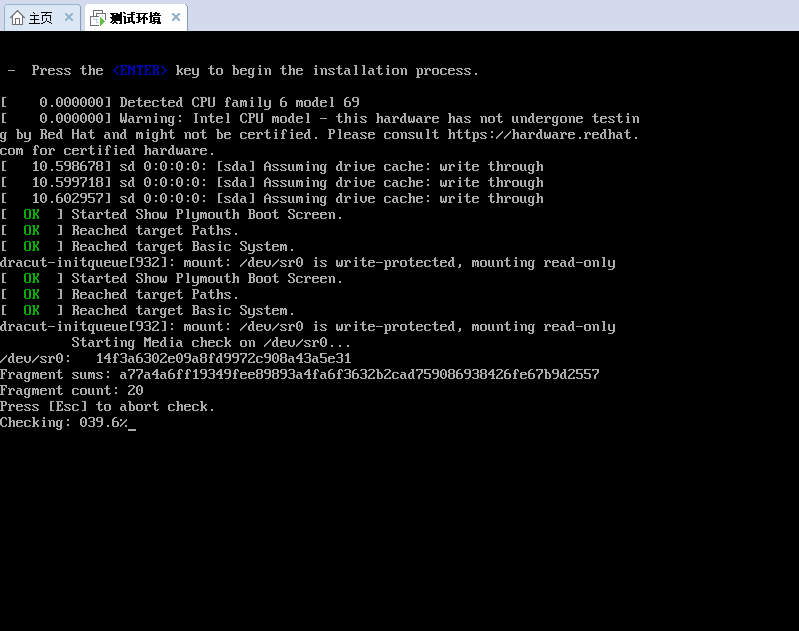 主页 × 测试环境 ×
-  Press the <ENTER> key to begin the installation process.
[    0.000000] Detected CPU family 6 model 69
[    0.000000] Warning: Intel CPU model - this hardware has not undergone testin
g by Red Hat and might not be certified. Please consult https://hardware.redhat.
com for certified hardware.
[   10.598678] sd 0:0:0:0: [sda] Assuming drive cache: write through
[   10.599718] sd 0:0:0:0: [sda] Assuming drive cache: write through
[   10.602957] sd 0:0:0:0: [sda] Assuming drive cache: write through
[  OK  ] Started Show Plymouth Boot Screen.
[  OK  ] Reached target Paths.
[  OK  ] Reached target Basic System.
dracut-initqueue[932]: mount: /dev/sr0 is write-protected, mounting read-only
[  OK  ] Started Show Plymouth Boot Screen.
[  OK  ] Reached target Paths.
[  OK  ] Reached target Basic System.
dracut-initqueue[932]: mount: /dev/sr0 is write-protected, mounting read-only
         Starting Media check on /dev/sr0...
/dev/sr0:   14f3a6302e09a8fd9972c908a43a5e31
Fragment sums: a77a4a6ff19349fee89893a4fa6f3632b2cad759086938426fe67b9d2557
Fragment count: 20
Press [Esc] to abort check.
Checking: 039.6%_